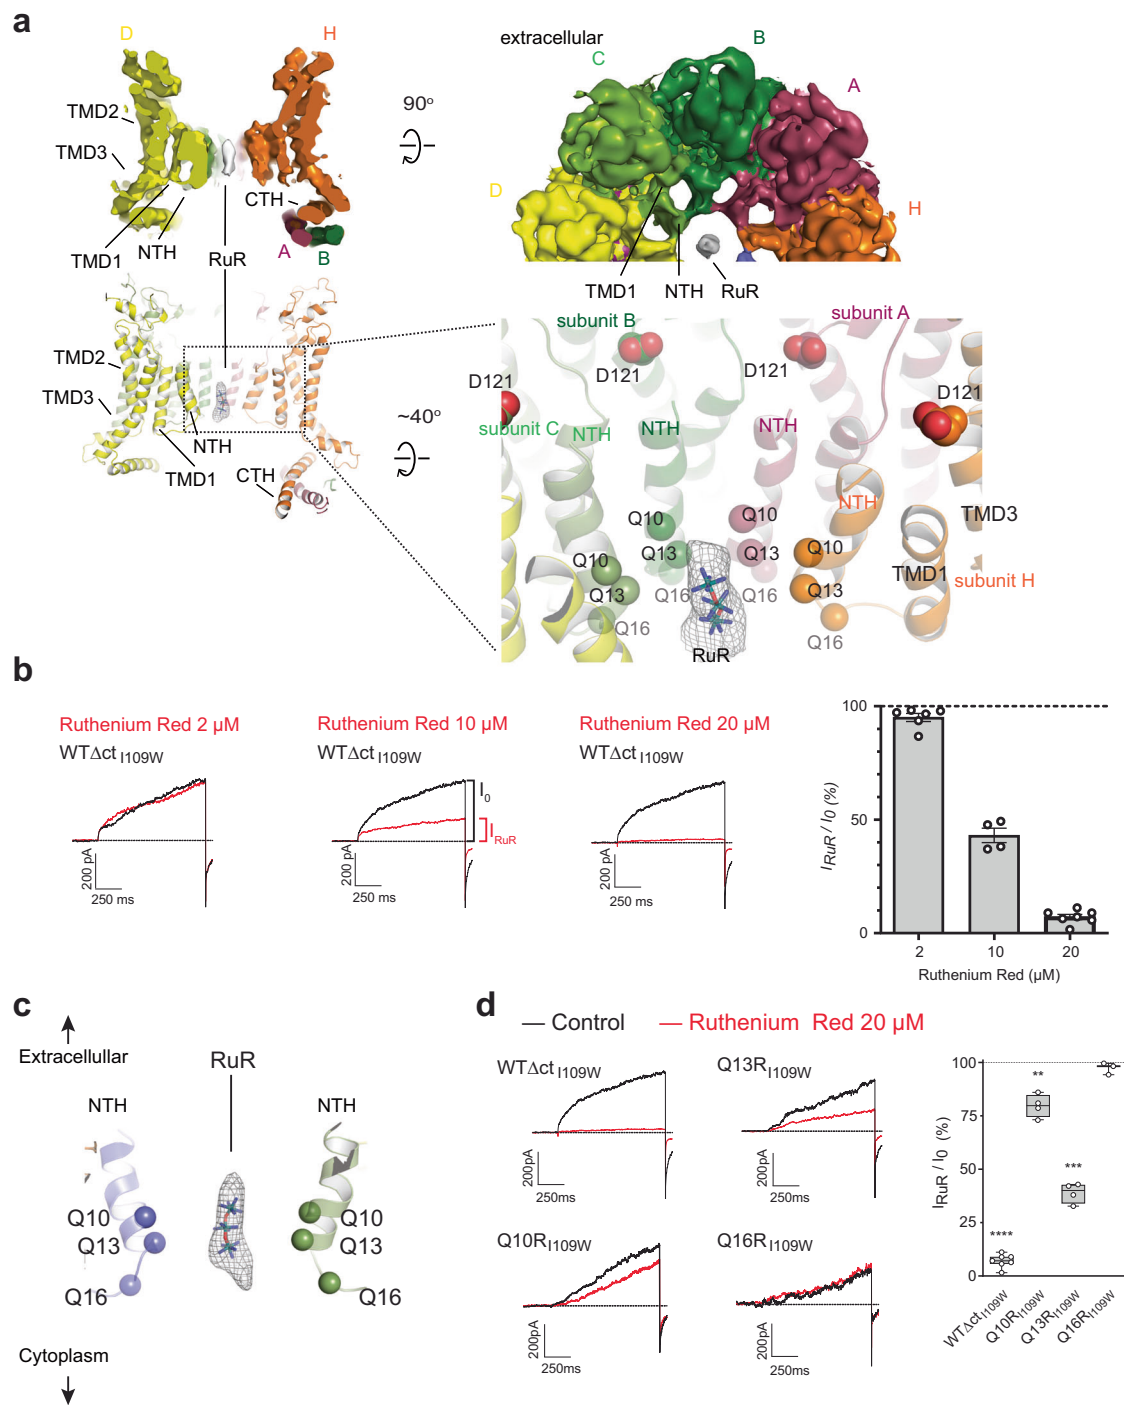 a
D
H
TMD2
TMD3
TMD1
NTH
RuR
CTH
A
B
90°
extracellular
C
B
A
D
H
TMD1
NTH
RuR
TMD2
TMD3
NTH
TMD1
CTH
~40°
subunit B
subunit A
D121
D121
D121
D121
subunit C
NTH
NTH
NTH
NTH
Q10
Q10
Q10
Q10
Q13
Q13
Q13
Q13
Q16
Q16
Q16
Q16
RuR
TMD3
TMD1
subunit H
b
Ruthenium Red 2 µM
WTΔct I109W
200 pA
250 ms
Ruthenium Red 10 µM
WTΔct I109W
I0
IRuR
200 pA
250 ms
Ruthenium Red 20 µM
WTΔct I109W
200 pA
250 ms
IRuR / I0 (%)
100
50
0
2
10
20
Ruthenium Red (µM)
c
Extracellullar
RuR
NTH
NTH
Q10
Q13
Q16
Q10
Q13
Q16
Cytoplasm
d
Control
Ruthenium Red 20 µM
WTΔct I109W
200pA
250ms
Q13R I109W
200pA
250ms
Q10R I109W
200pA
250ms
Q16R I109W
200pA
250ms
IRuR / I0 (%)
100
75
50
25
0
****
**
***
WTΔct I109W
Q10R I109W
Q13R I109W
Q16R I109W